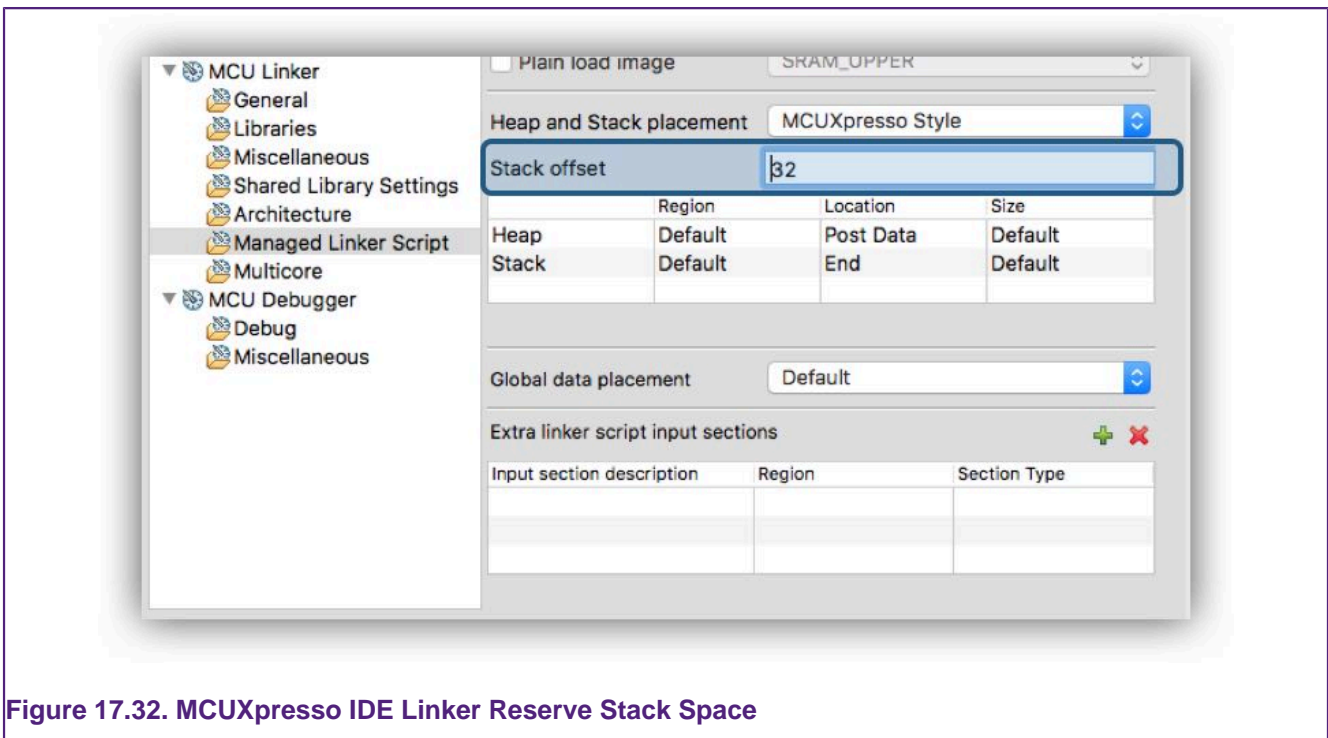 MCU Linker
General
Libraries
Miscellaneous
Shared Library Settings
Architecture
Managed Linker Script
Multicore
MCU Debugger
Debug
Miscellaneous
Plain load image SRAM_UPPER
Heap and Stack placement MCUXpresso Style
Stack offset 32
Region Location Size
Heap Default Post Data Default
Stack Default End Default
Global data placement Default
Extra linker script input sections
Input section description Region Section Type
Figure 17.32. MCUXpresso IDE Linker Reserve Stack Space